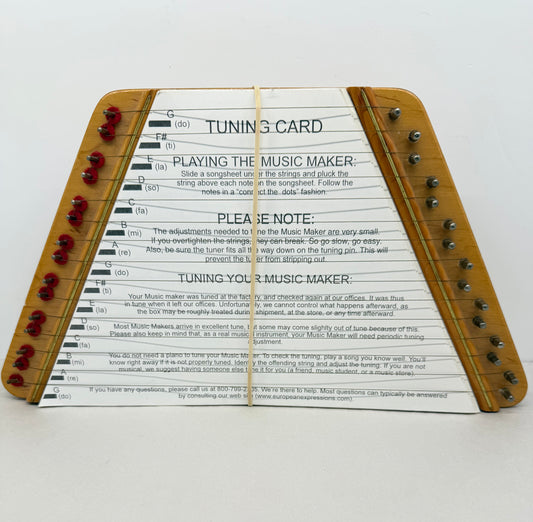 G
(do)
TUNING CARD
F#
(ti)
E
(la)
PLAYING THE MUSIC MAKER:
Slide a songsheet under the strings and pluck the
string above each note on the songsheet. Follow the
notes in a "connect the dots" fashion.
D
(so)
C
(fa)
PLEASE NOTE:
B
(mi)
The adjustments needed to tune the Music Maker are very small.
If you overtighten the strings, they can break. So go slow, go easy.
Also, be sure the tuner fits all the way down on the tuning pin. This will
prevent the tuner from stripping out.
A
(re)
G
(do)
TUNING YOUR MUSIC MAKER:
F#
(ti)
Your Music maker was tuned at the factory, and checked again at our offices. It was thus
in tune when it left our offices. Unfortunately, we cannot control what happens afterward, as
the box may be roughly treated during shipment, at the store, or any time afterward.
E
(la)
D
(so)
Most Music Makers arrive in excellent tune, but some may come slightly out of tune because of this.
Please also keep in mind that, as a real musical instrument, your Music Maker will need periodic tuning
adjustment.
C
(fa)
B
(mi)
You do not need a piano to tune your Music Maker. To check the tuning, play a song you know well. You'll
know right away if it is not properly tuned. Identify the offending string and adjust the tuning. If you are not
musical, we suggest having someone else tune it for you (a friend, music student, or a music store).
A
(re)
G
(do)
If you have any questions, please call us at We're there to help. Most questions can typically be answered
by consulting our web site (www.europeanexpressions.com).